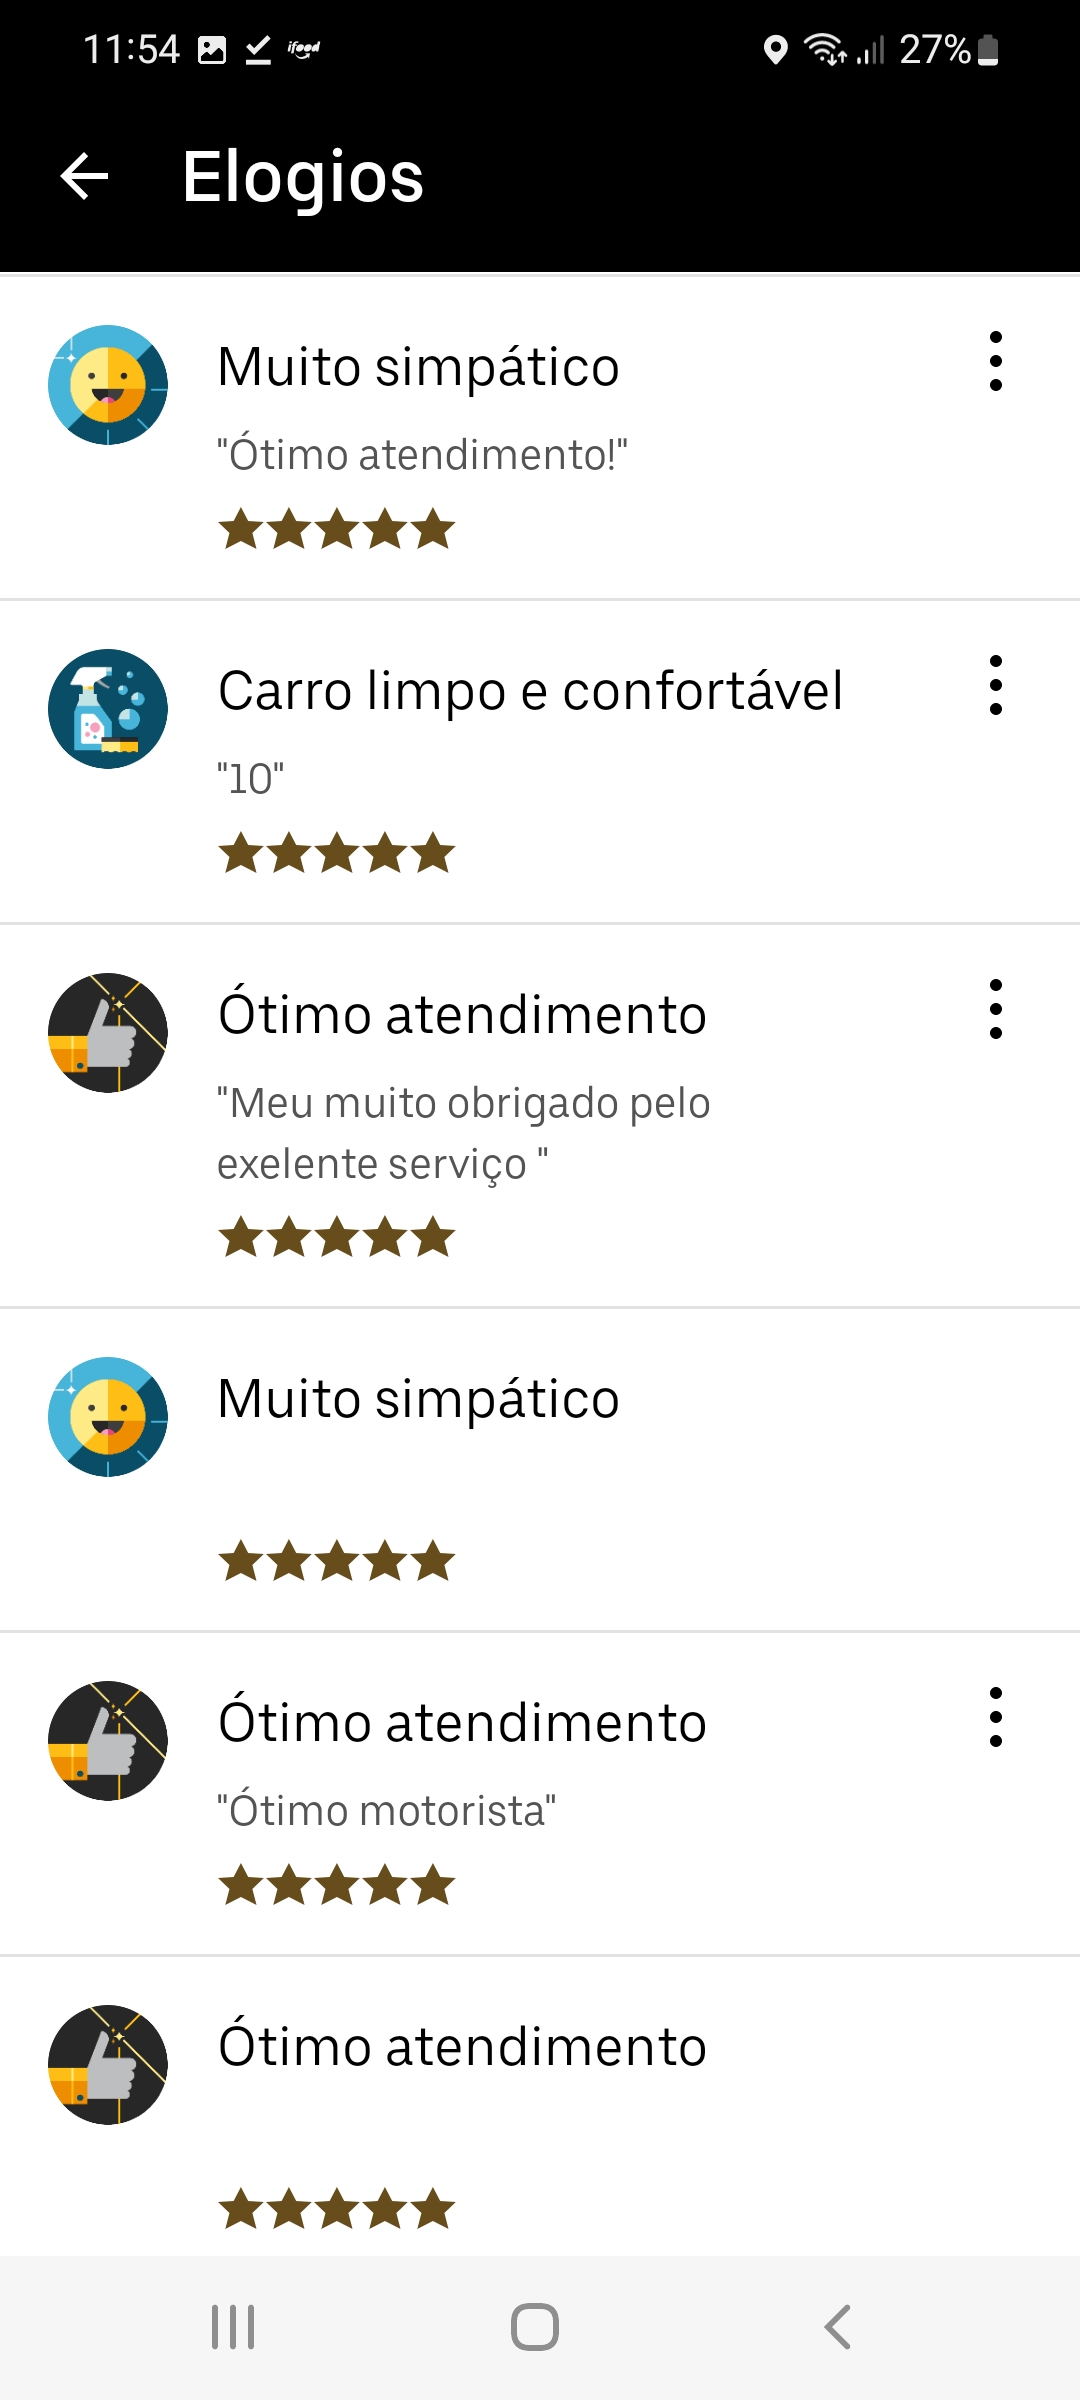 11:54 ifood 27%
Elogios
Muito simpático
"Ótimo atendimento!"
Carro limpo e confortável
"10"
Ótimo atendimento
"Meu muito obrigado pelo
exelente serviço "
Muito simpático
Ótimo atendimento
"Ótimo motorista"
Ótimo atendimento